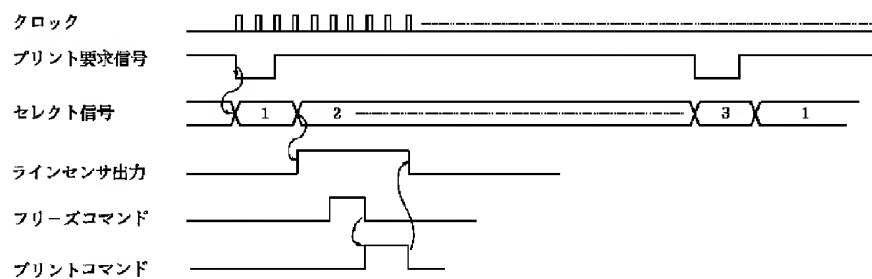 クロック
プリント要求信号
セレクト信号 1 2 3 1
ラインセンサ出力
フリーズコマンド
プリントコマンド